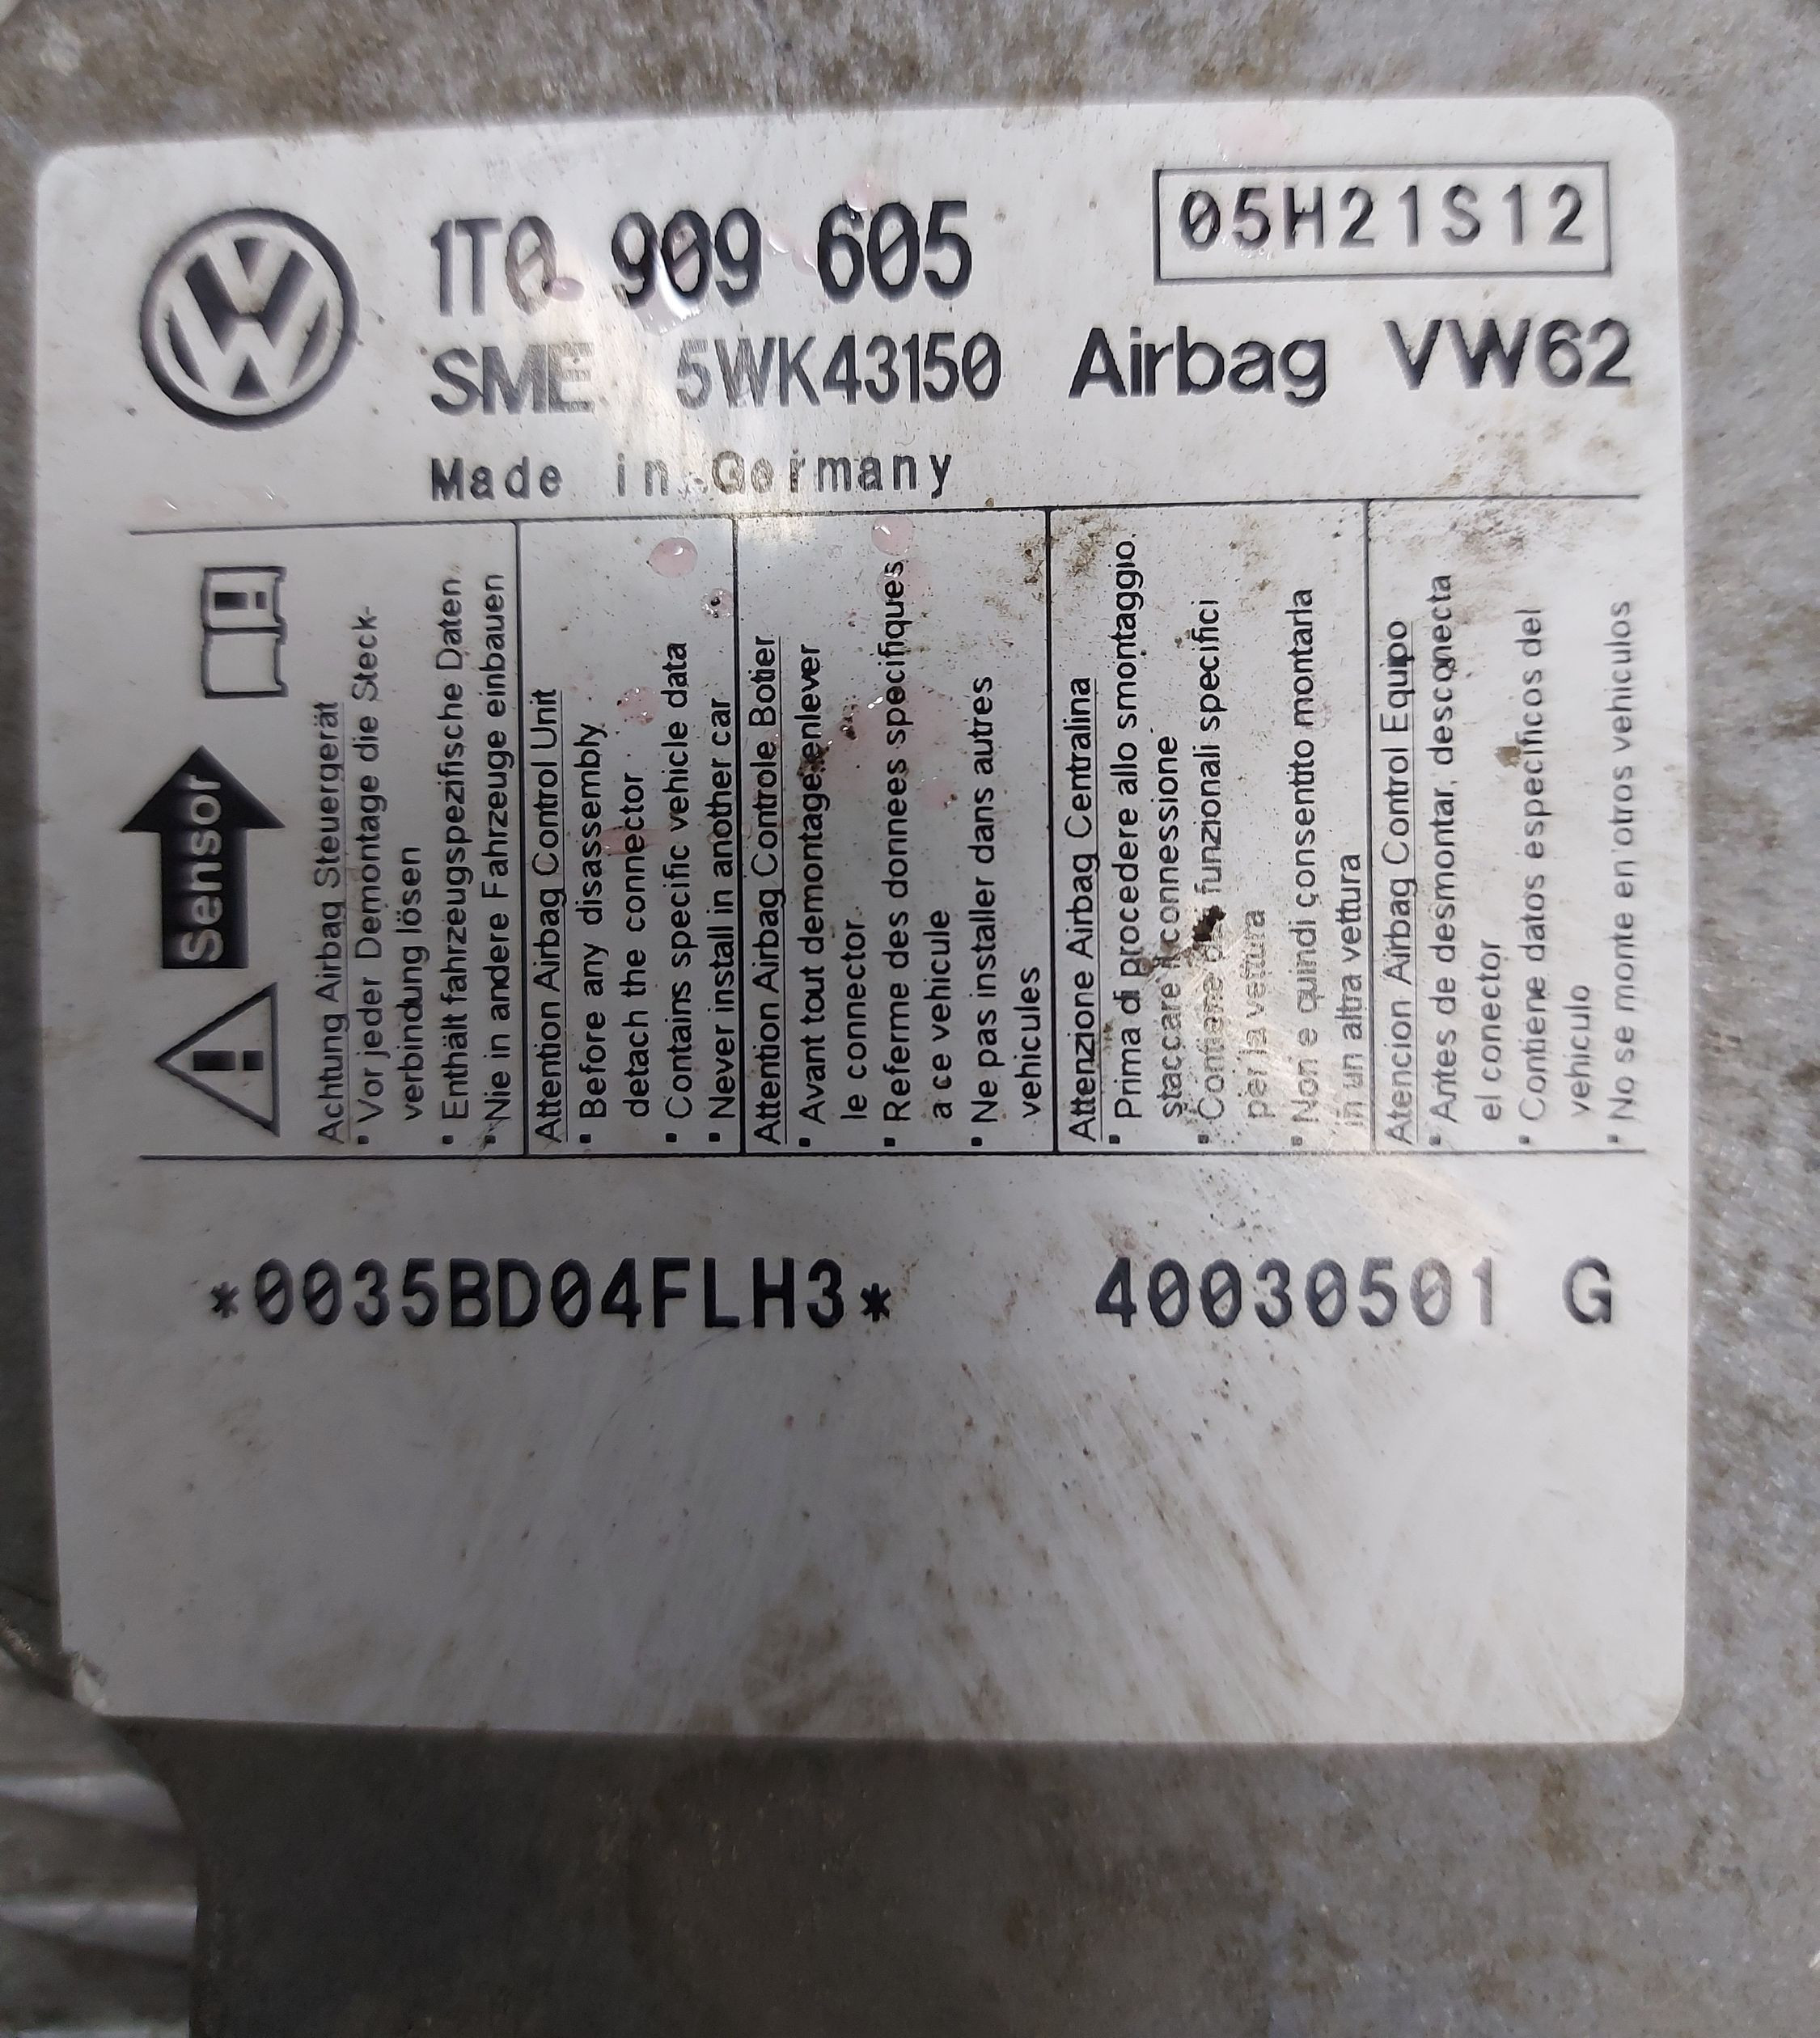 1T0 909 605
05H21S12
SME 5WK43150 Airbag VW62
Made in Germany
Sensor
Achtung Airbag Steuergerät
• Vor jeder Demontage die Steck-
verbindung lösen
• Enthält fahrzeugspezifische Daten
• Nie in andere Fahrzeuge einbauen
Attention Airbag Control Unit
• Before any disassembly
detach the connector
• Contains specific vehicle data
• Never install in another car
Attention Airbag Controle Botier
• Avant tout demontage enlever
le connector
• Referme des donnees specifiques
a ce vehicule
• Ne pas installer dans autres
vehicules
Attenzione Airbag Centralina
• Prima di procedere allo smontaggio
staccare il connessione
• Contiene funzionali specifici
per la vettura
• Non e quindi consentito montarla
in un altra vettura
Atencion Airbag Control Equipo
• Antes de desmontar, desconecta
el conector
• Contiene datos especificos del
vehiculo
• No se monte en otros vehiculos
*0035BD04FLH3* 40030501 G